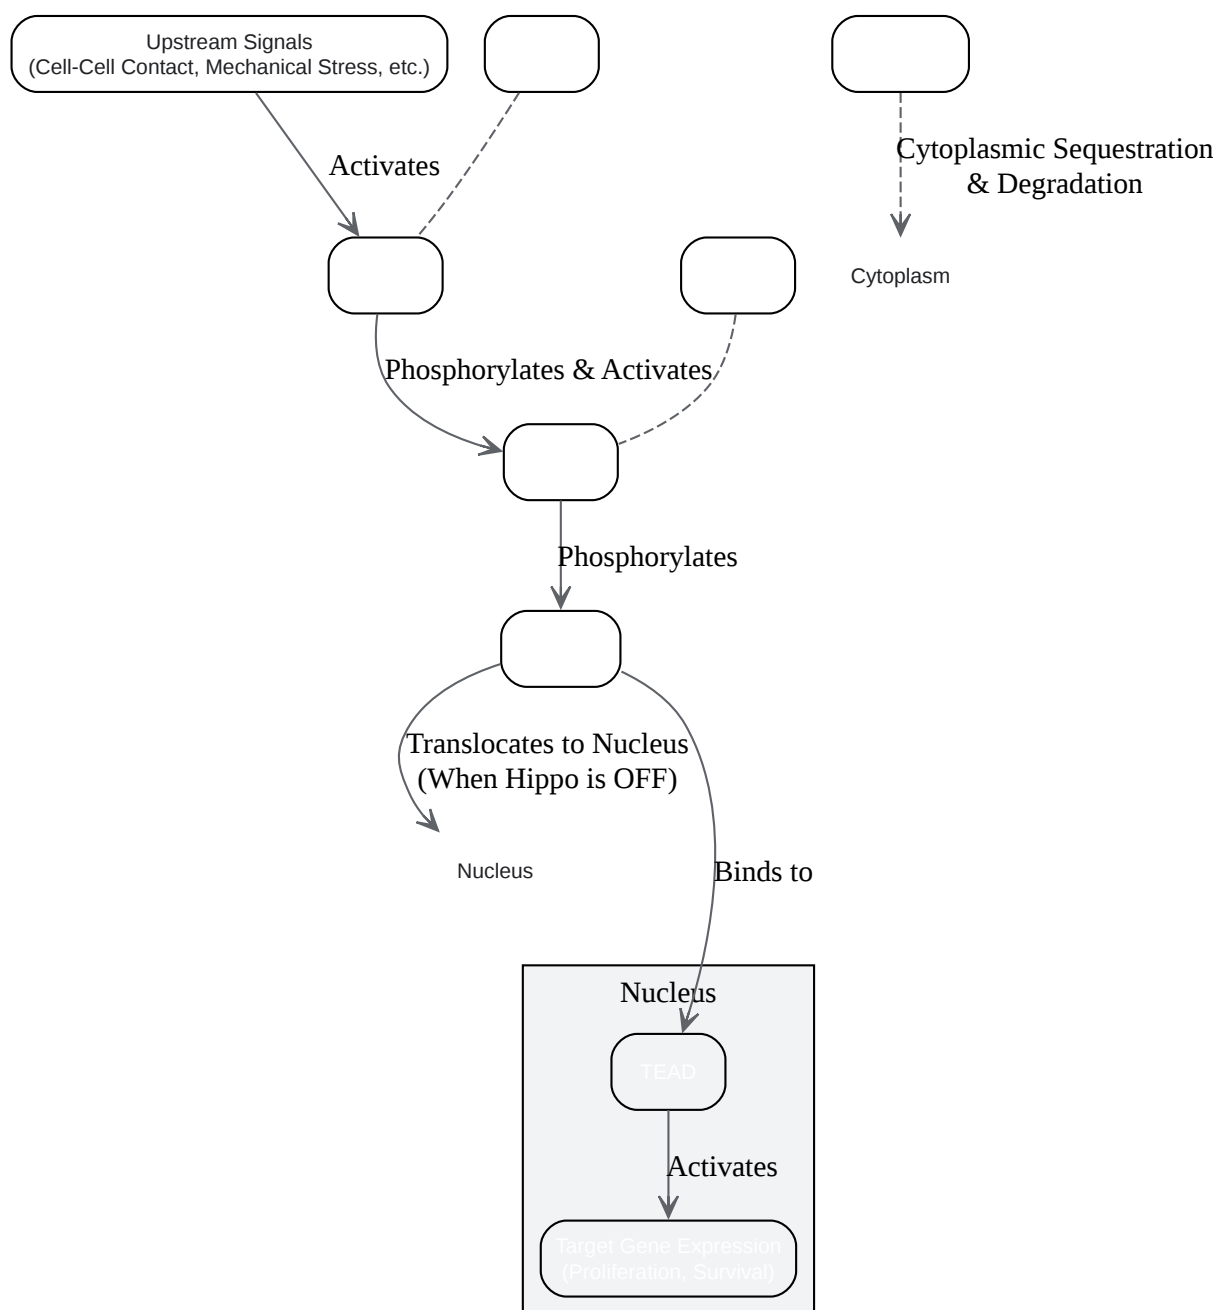 Upstream Signals
(Cell-Cell Contact, Mechanical Stress, etc.)
Activates
Cytoplasmic Sequestration
& Degradation
Cytoplasm
Phosphorylates & Activates
Phosphorylates
Translocates to Nucleus
(When Hippo is OFF)
Nucleus
Binds to
Nucleus
TEAD
Activates
Target Gene Expression
(Proliferation, Survival)